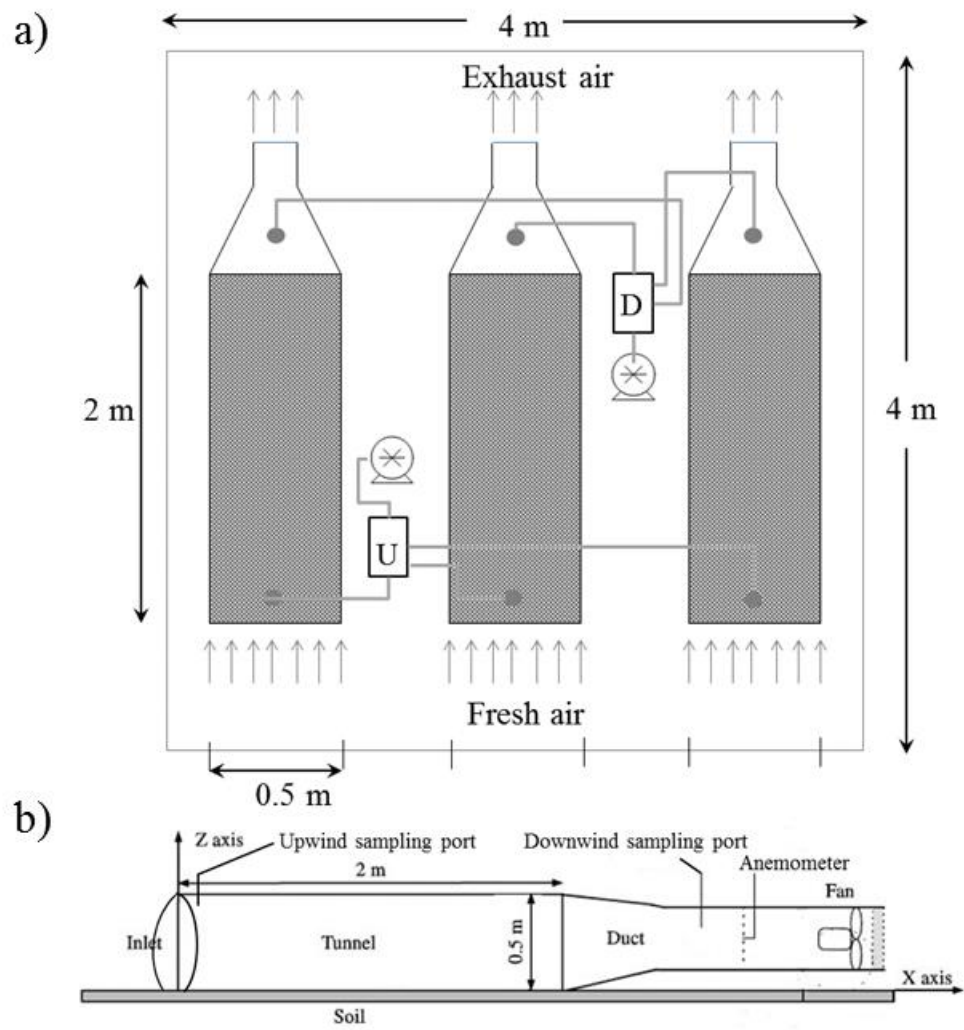 a)
4 m
Exhaust air
D
2 m
4 m
U
Fresh air
0.5 m
b)
Z axis
Upwind sampling port
Downwind sampling port
2 m
Anemometer
Fan
Inlet
Tunnel
0.5 m
Duct
X axis
Soil